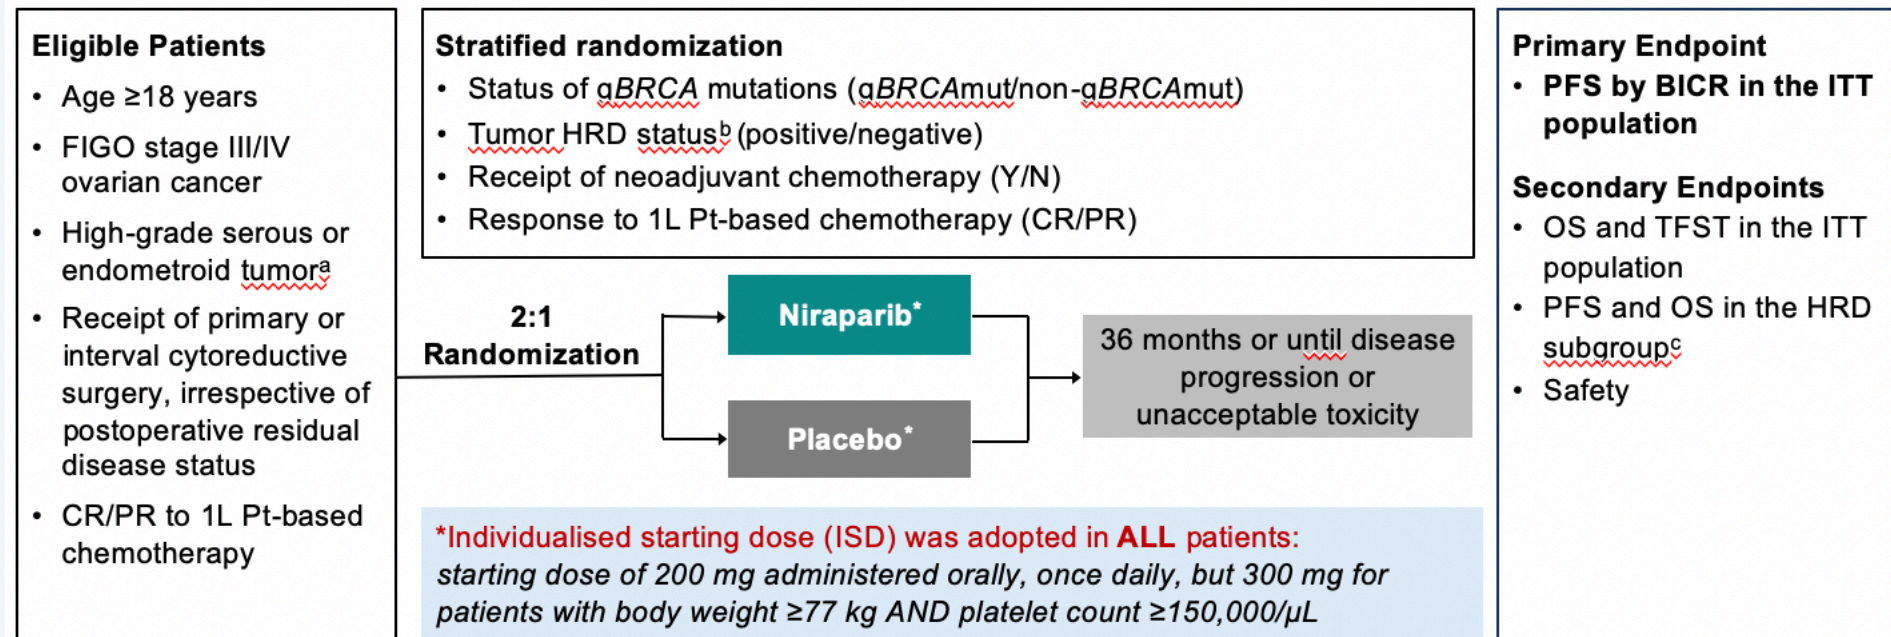 Eligible Patients
• Age ≥18 years
• FIGO stage III/IV
ovarian cancer
• High-grade serous or
endometroid tumorᵃ
• Receipt of primary or
interval cytoreductive
surgery, irrespective of
postoperative residual
disease status
• CR/PR to 1L Pt-based
chemotherapy
Stratified randomization
• Status of gBRCA mutations (gBRCAmut/non-gBRCAmut)
• Tumor HRD statusᵇ (positive/negative)
• Receipt of neoadjuvant chemotherapy (Y/N)
• Response to 1L Pt-based chemotherapy (CR/PR)
2:1
Randomization
Niraparib*
Placebo*
36 months or until disease
progression or
unacceptable toxicity
*Individualised starting dose (ISD) was adopted in ALL patients:
starting dose of 200 mg administered orally, once daily, but 300 mg for
patients with body weight ≥77 kg AND platelet count ≥150,000/μL
Primary Endpoint
• PFS by BICR in the ITT
population
Secondary Endpoints
• OS and TFST in the ITT
population
• PFS and OS in the HRD
subgroupᶜ
• Safety